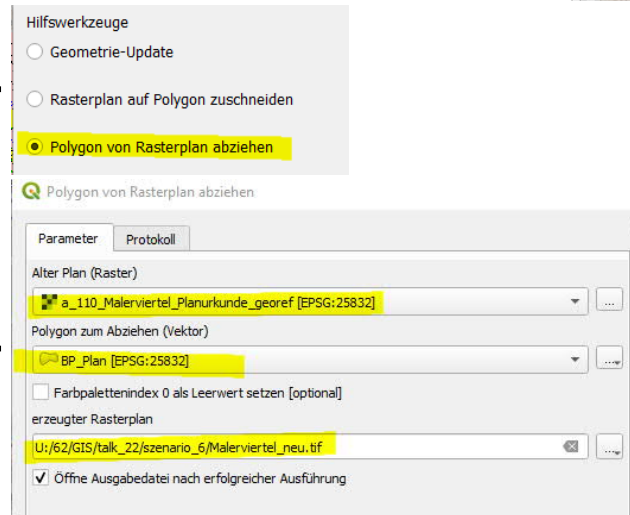 Hilfswerkzeuge
Geometrie-Update
Rasterplan auf Polygon zuschneiden
Polygon von Rasterplan abziehen
Polygon von Rasterplan abziehen
Parameter Protokoll
Alter Plan (Raster)
a_110_Malerviertel_Planurkunde_georef [EPSG:25832]
...
Polygon zum Abziehen (Vektor)
BP_Plan [EPSG:25832]
...
Farbpalettenindex 0 als Leerwert setzen [optional]
erzeugter Rasterplan
U:/62/GIS/talk_22/szenario_6/Malerviertel_neu.tif
...
Öffne Ausgabedatei nach erfolgreicher Ausführung